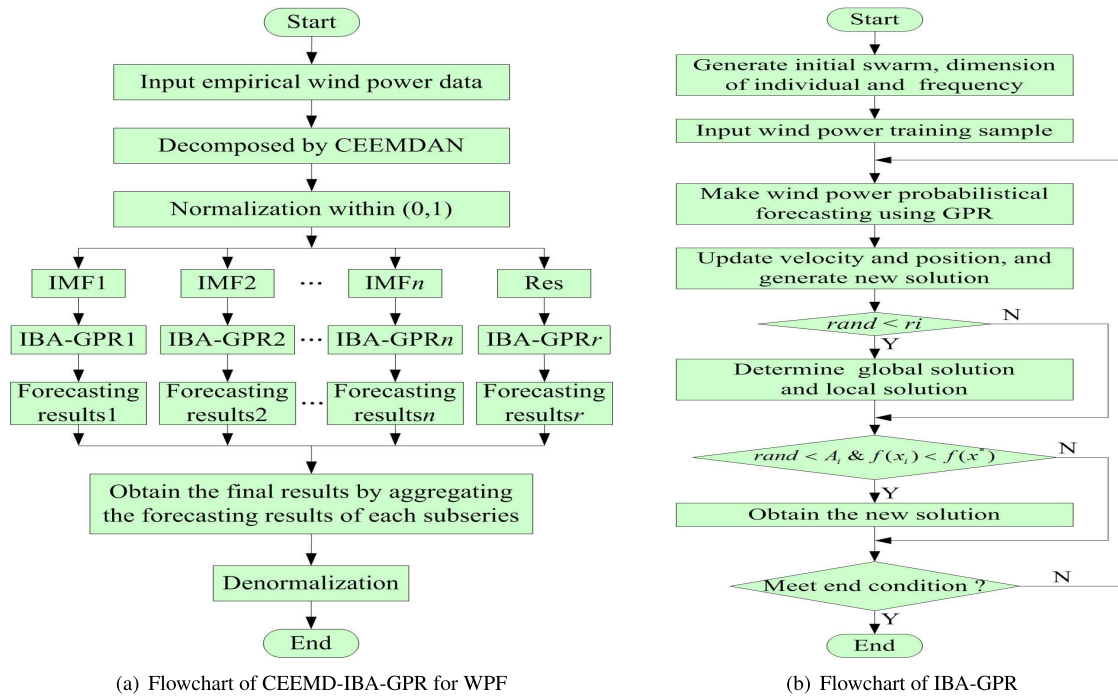 Start
Input empirical wind power data
Decomposed by CEEMDAN
Normalization within (0,1)
IMF1 IMF2 ··· IMFn Res
IBA-GPR1 IBA-GPR2 ··· IBA-GPRn IBA-GPRr
Forecasting results1
Forecasting results2
···
Forecasting resultsn
Forecasting resultsr
Obtain the final results by aggregating
the forecasting results of each subseries
Denormalization
End
(a) Flowchart of CEEMD-IBA-GPR for WPF
Start
Generate initial swarm, dimension
of individual and frequency
Input wind power training sample
Make wind power probabilistical
forecasting using GPR
Update velocity and position, and
generate new solution
rand < ri
N
Y
Determine global solution
and local solution
rand < A_i & f(x_i) < f(x^*)
N
Y
Obtain the new solution
Meet end condition ?
N
Y
End
(b) Flowchart of IBA-GPR